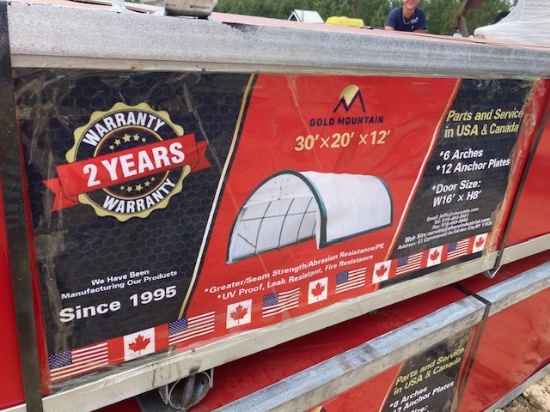 WARRANTY
2 YEARS
WARRANTY
We Have Been
Manufacturing Our Products
Since 1995
GOLD MOUNTAIN
30'×20'×12'
*Greater/Seam Strength/Abrasion Resistance/PE
*UV Proof, Leak Resistant, Fire Resistance
Parts and Service
in USA & Canada
*6 Arches
*12 Anchor Plates
*Door Size:
W16' × H8'
Parts and Service
in USA & Canada
*6 Arches
*12 Anchor Plates